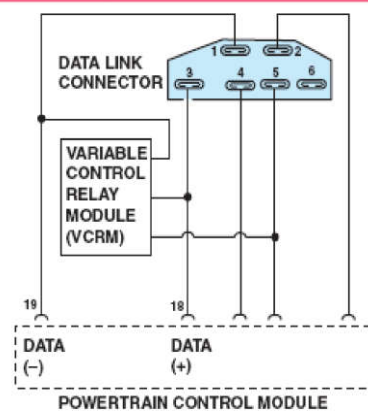 1 2
DATA LINK
CONNECTOR
3 4 5 6
VARIABLE
CONTROL
RELAY
MODULE
(VCRM)
19 18
DATA DATA
(–) (+)
POWERTRAIN CONTROL MODULE